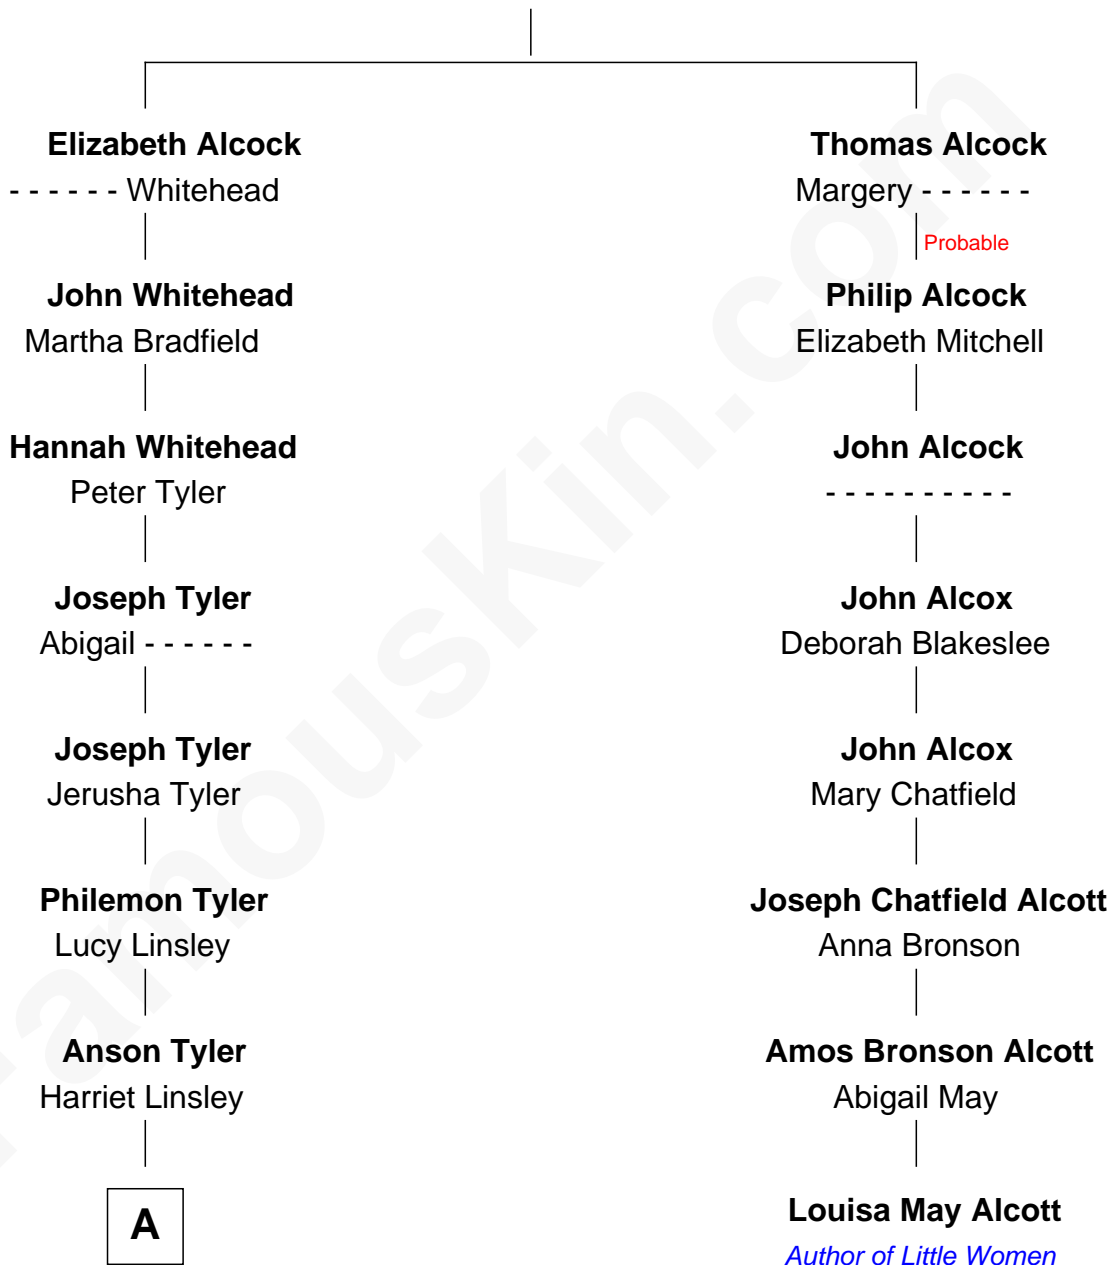 Elizabeth Alcock
- - - - - - Whitehead
John Whitehead
Martha Bradfield
Hannah Whitehead
Peter Tyler
Joseph Tyler
Abigail - - - - - -
Joseph Tyler
Jerusha Tyler
Philemon Tyler
Lucy Linsley
Anson Tyler
Harriet Linsley
A
Thomas Alcock
Margery - - - - - -
Probable
Philip Alcock
Elizabeth Mitchell
John Alcock
- - - - - - - - - -
John Alcox
Deborah Blakeslee
John Alcox
Mary Chatfield
Joseph Chatfield Alcott
Anna Bronson
Amos Bronson Alcott
Abigail May
Louisa May Alcott
Author of Little Women
FamousKin.com